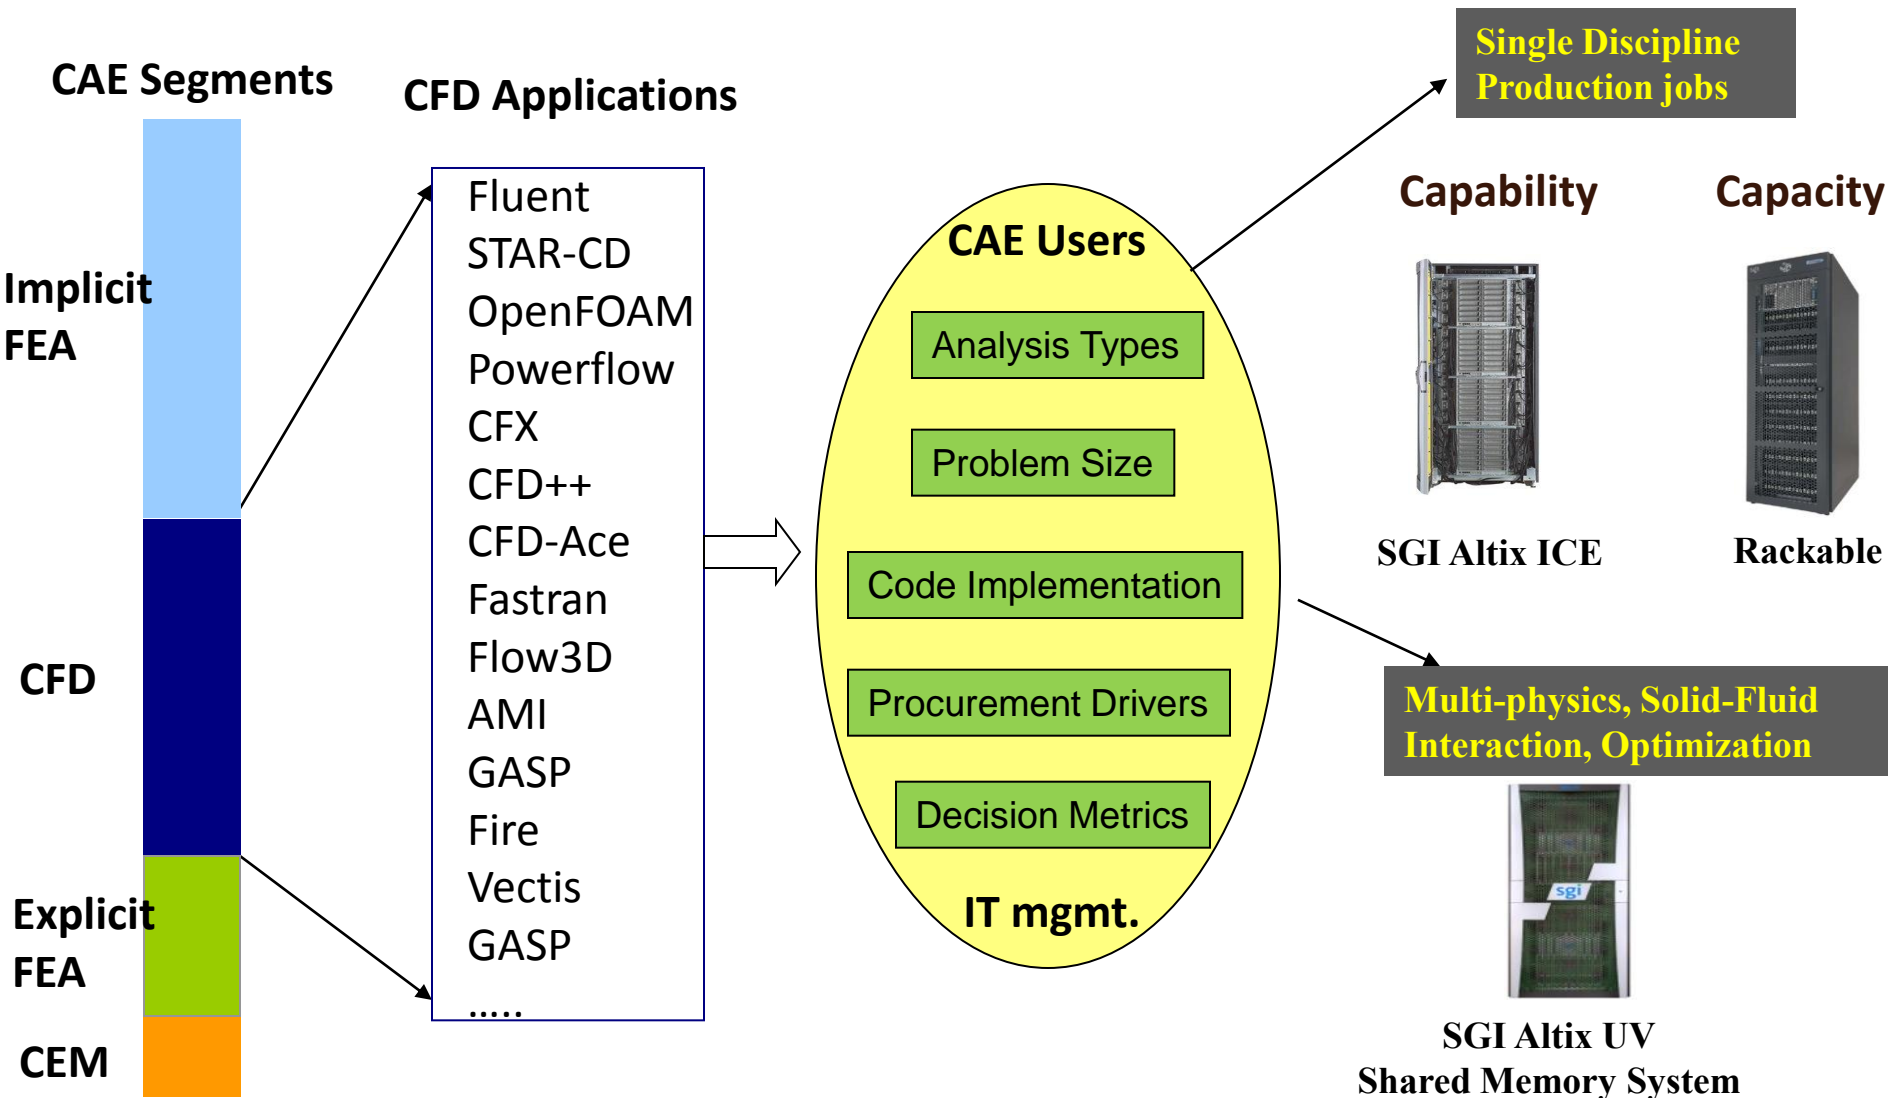 CAE Segments
Implicit
FEA
CFD
Explicit
FEA
CEM
CFD Applications
Fluent
STAR-CD
OpenFOAM
Powerflow
CFX
CFD++
CFD-Ace
Fastran
Flow3D
AMI
GASP
Fire
Vectis
GASP
…..
CAE Users
Analysis Types
Problem Size
Code Implementation
Procurement Drivers
Decision Metrics
IT mgmt.
Single Discipline
Production jobs
Capability
Capacity
SGI Altix ICE
Rackable
Multi-physics, Solid-Fluid
Interaction, Optimization
sgi
SGI Altix UV
Shared Memory System